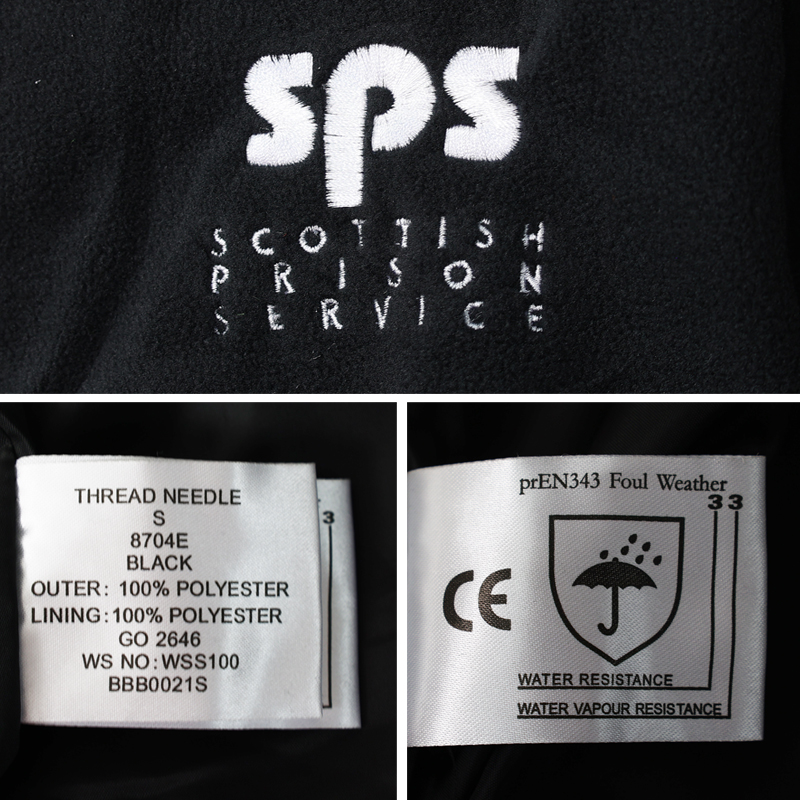 sps
SCOTTISH
PRISON
SERVICE
THREAD NEEDLE
S
8704E
BLACK
OUTER: 100% POLYESTER
LINING: 100% POLYESTER
GO 2646
WS NO: WSS100
BBB0021S
3
prEN343 Foul Weather
33
CE
WATER RESISTANCE
WATER VAPOUR RESISTANCE